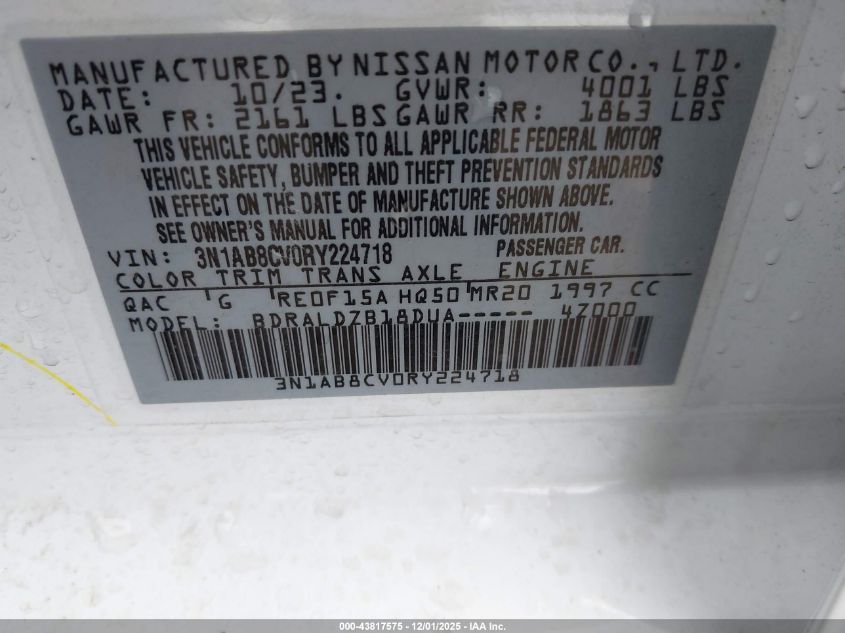 MANUFACTURED BY NISSAN MOTOR CO., LTD.
DATE: 10/23. GVWR: 4001 LBS
GAWR FR: 2161 LBS GAWR RR: 1863 LBS
THIS VEHICLE CONFORMS TO ALL APPLICABLE FEDERAL MOTOR
VEHICLE SAFETY, BUMPER AND THEFT PREVENTION STANDARDS
IN EFFECT ON THE DATE OF MANUFACTURE SHOWN ABOVE.
SEE OWNER'S MANUAL FOR ADDITIONAL INFORMATION.
VIN: 3N1AB8CV0RY224718 PASSENGER CAR.
COLOR TRIM TRANS AXLE ENGINE
QAC G RE0F15A HQ50 MR20 1997 CC
MODEL: BDRALDZB18DUA----- 47000
3N1AB8CV0RY224718
000-43817575 - 12/01/2025 - IAA Inc.